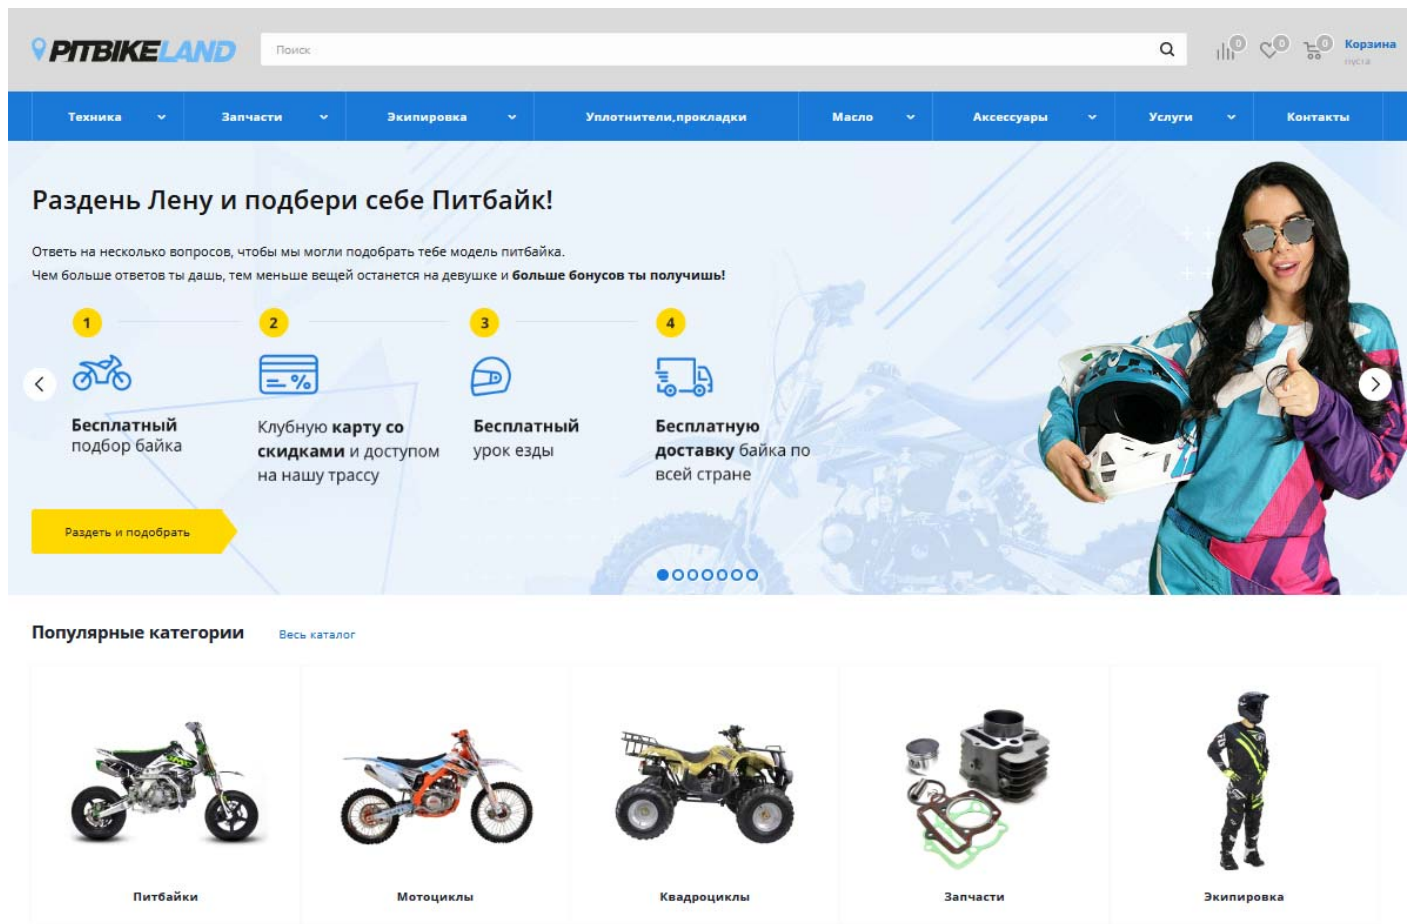 PITBIKELAND
Поиск
0
0
0
Корзина
пуста
Техника
Запчасти
Экипировка
Уплотнители,прокладки
Масло
Аксессуары
Услуги
Контакты
Раздень Лену и подбери себе Питбайк!
Ответь на несколько вопросов, чтобы мы могли подобрать тебе модель питбайка.
Чем больше ответов ты дашь, тем меньше вещей останется на девушке и больше бонусов ты получишь!
1
2
3
4
%
Бесплатный
подбор байка
Клубную карту со
скидками и доступом
на нашу трассу
Бесплатный
урок езды
Бесплатную
доставку байка по
всей стране
Раздеть и подобрать
Популярные категории
Весь каталог
Питбайки
Мотоциклы
Квадроциклы
Запчасти
Экипировка